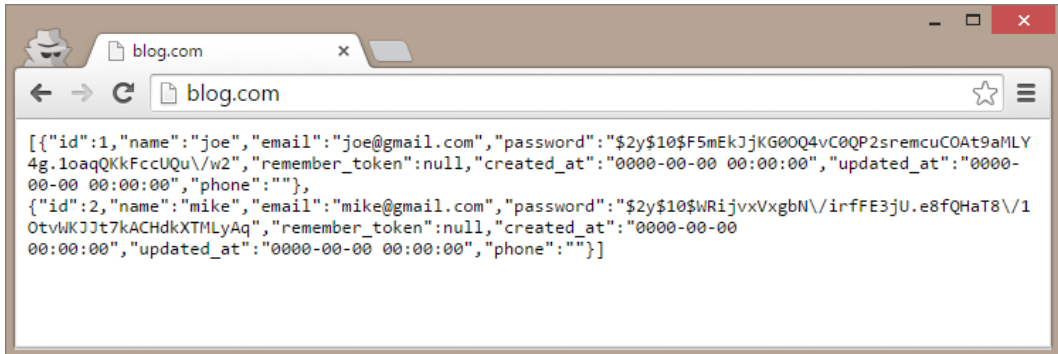 blog.com
blog.com
[{"id":1,"name":"joe","email":"joe@gmail.com","password":"$2y$10$F5mEkJjKG0OQ4vC0QP2sremcuCOAt9aMLY
4g.1oaqQKkFccUQu\/w2","remember_token":null,"created_at":"0000-00-00 00:00:00","updated_at":"0000-
00-00 00:00:00","phone":""},
{"id":2,"name":"mike","email":"mike@gmail.com","password":"$2y$10$WRijvxVxgbN\/irfFE3jU.e8fQHaT8\/1
OtvWKJJt7kACHdkXTMLyAq","remember_token":null,"created_at":"0000-00-00
00:00:00","updated_at":"0000-00-00 00:00:00","phone":""}]